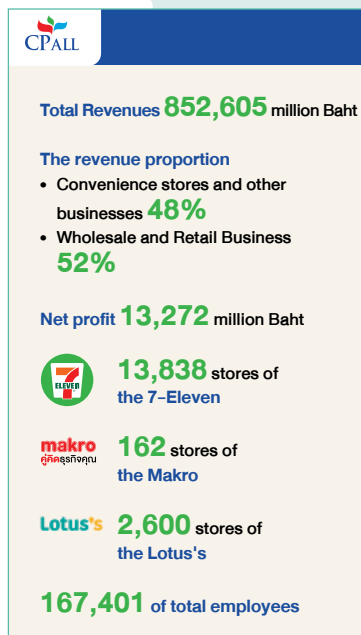 CPALL
Total Revenues 852,605 million Baht
The revenue proportion
• Convenience stores and other
businesses 48%
• Wholesale and Retail Business
52%
Net profit 13,272 million Baht
7
ELEVEn
13,838 stores of
the 7-Eleven
makro
คู่คิดธุรกิจคุณ
162 stores of
the Makro
Lotus's
2,600 stores of
the Lotus's
167,401 of total employees